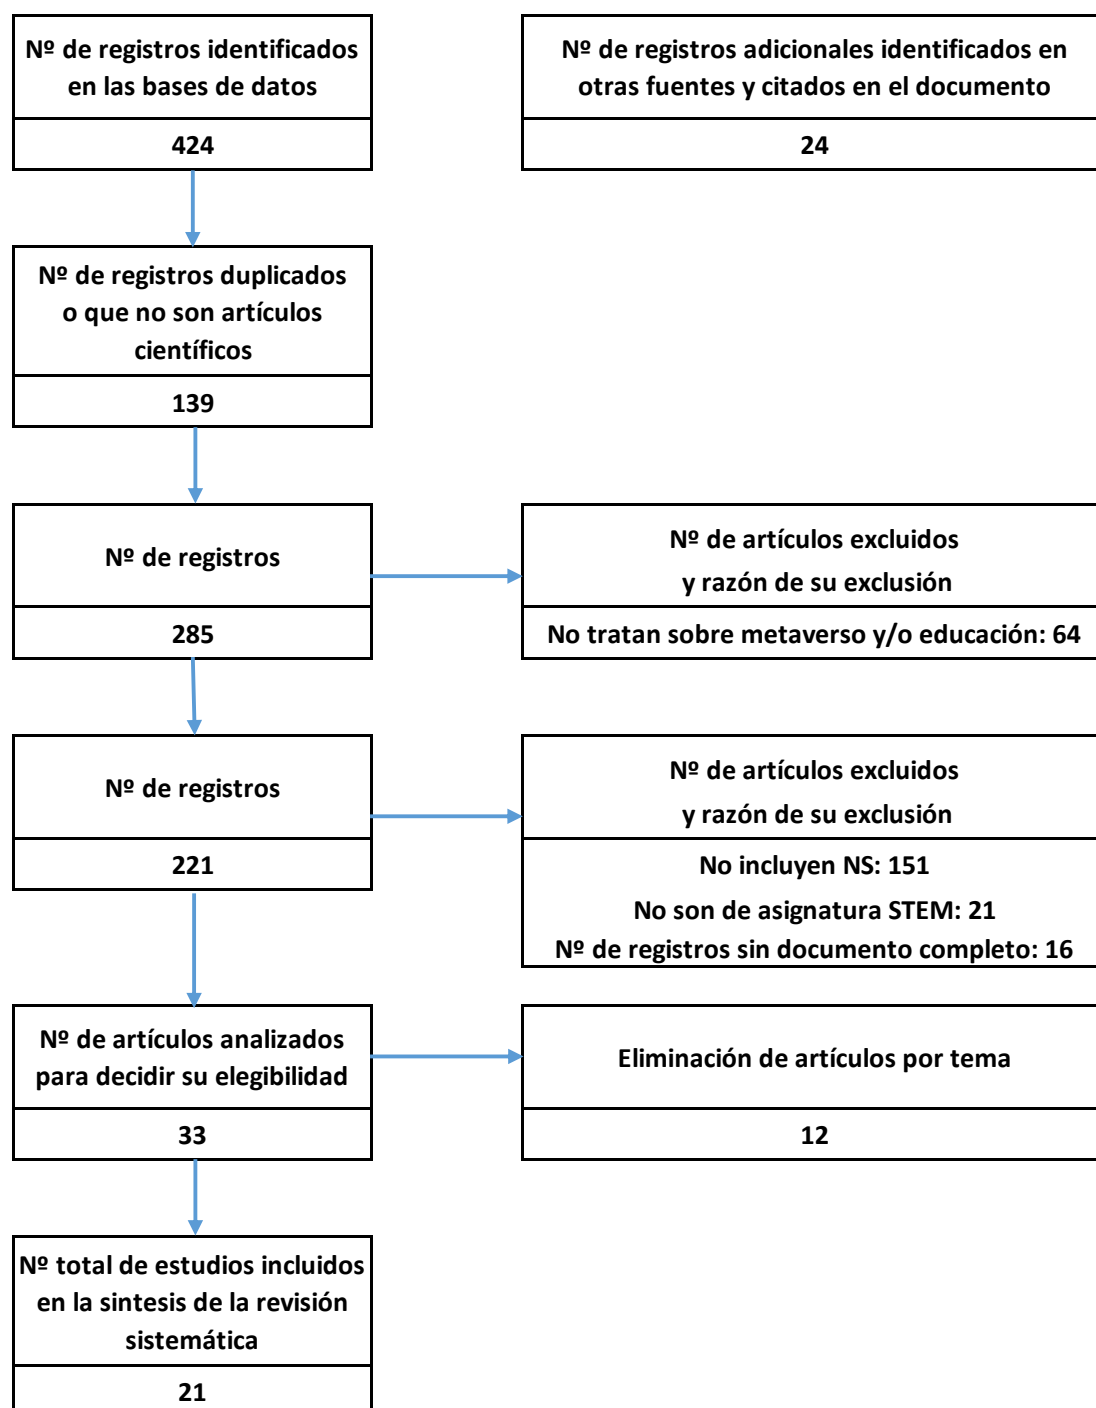 Nº de registros identificados
en las bases de datos
424
Nº de registros adicionales identificados en
otras fuentes y citados en el documento
24
Nº de registros duplicados
o que no son artículos
científicos
139
Nº de registros
285
Nº de artículos excluidos
y razón de su exclusión
No tratan sobre metaverso y/o educación: 64
Nº de registros
221
Nº de artículos excluidos
y razón de su exclusión
No incluyen NS: 151
No son de asignatura STEM: 21
Nº de registros sin documento completo: 16
Nº de artículos analizados
para decidir su elegibilidad
33
Eliminación de artículos por tema
12
Nº total de estudios incluidos
en la sintesis de la revisión
sistemática
21